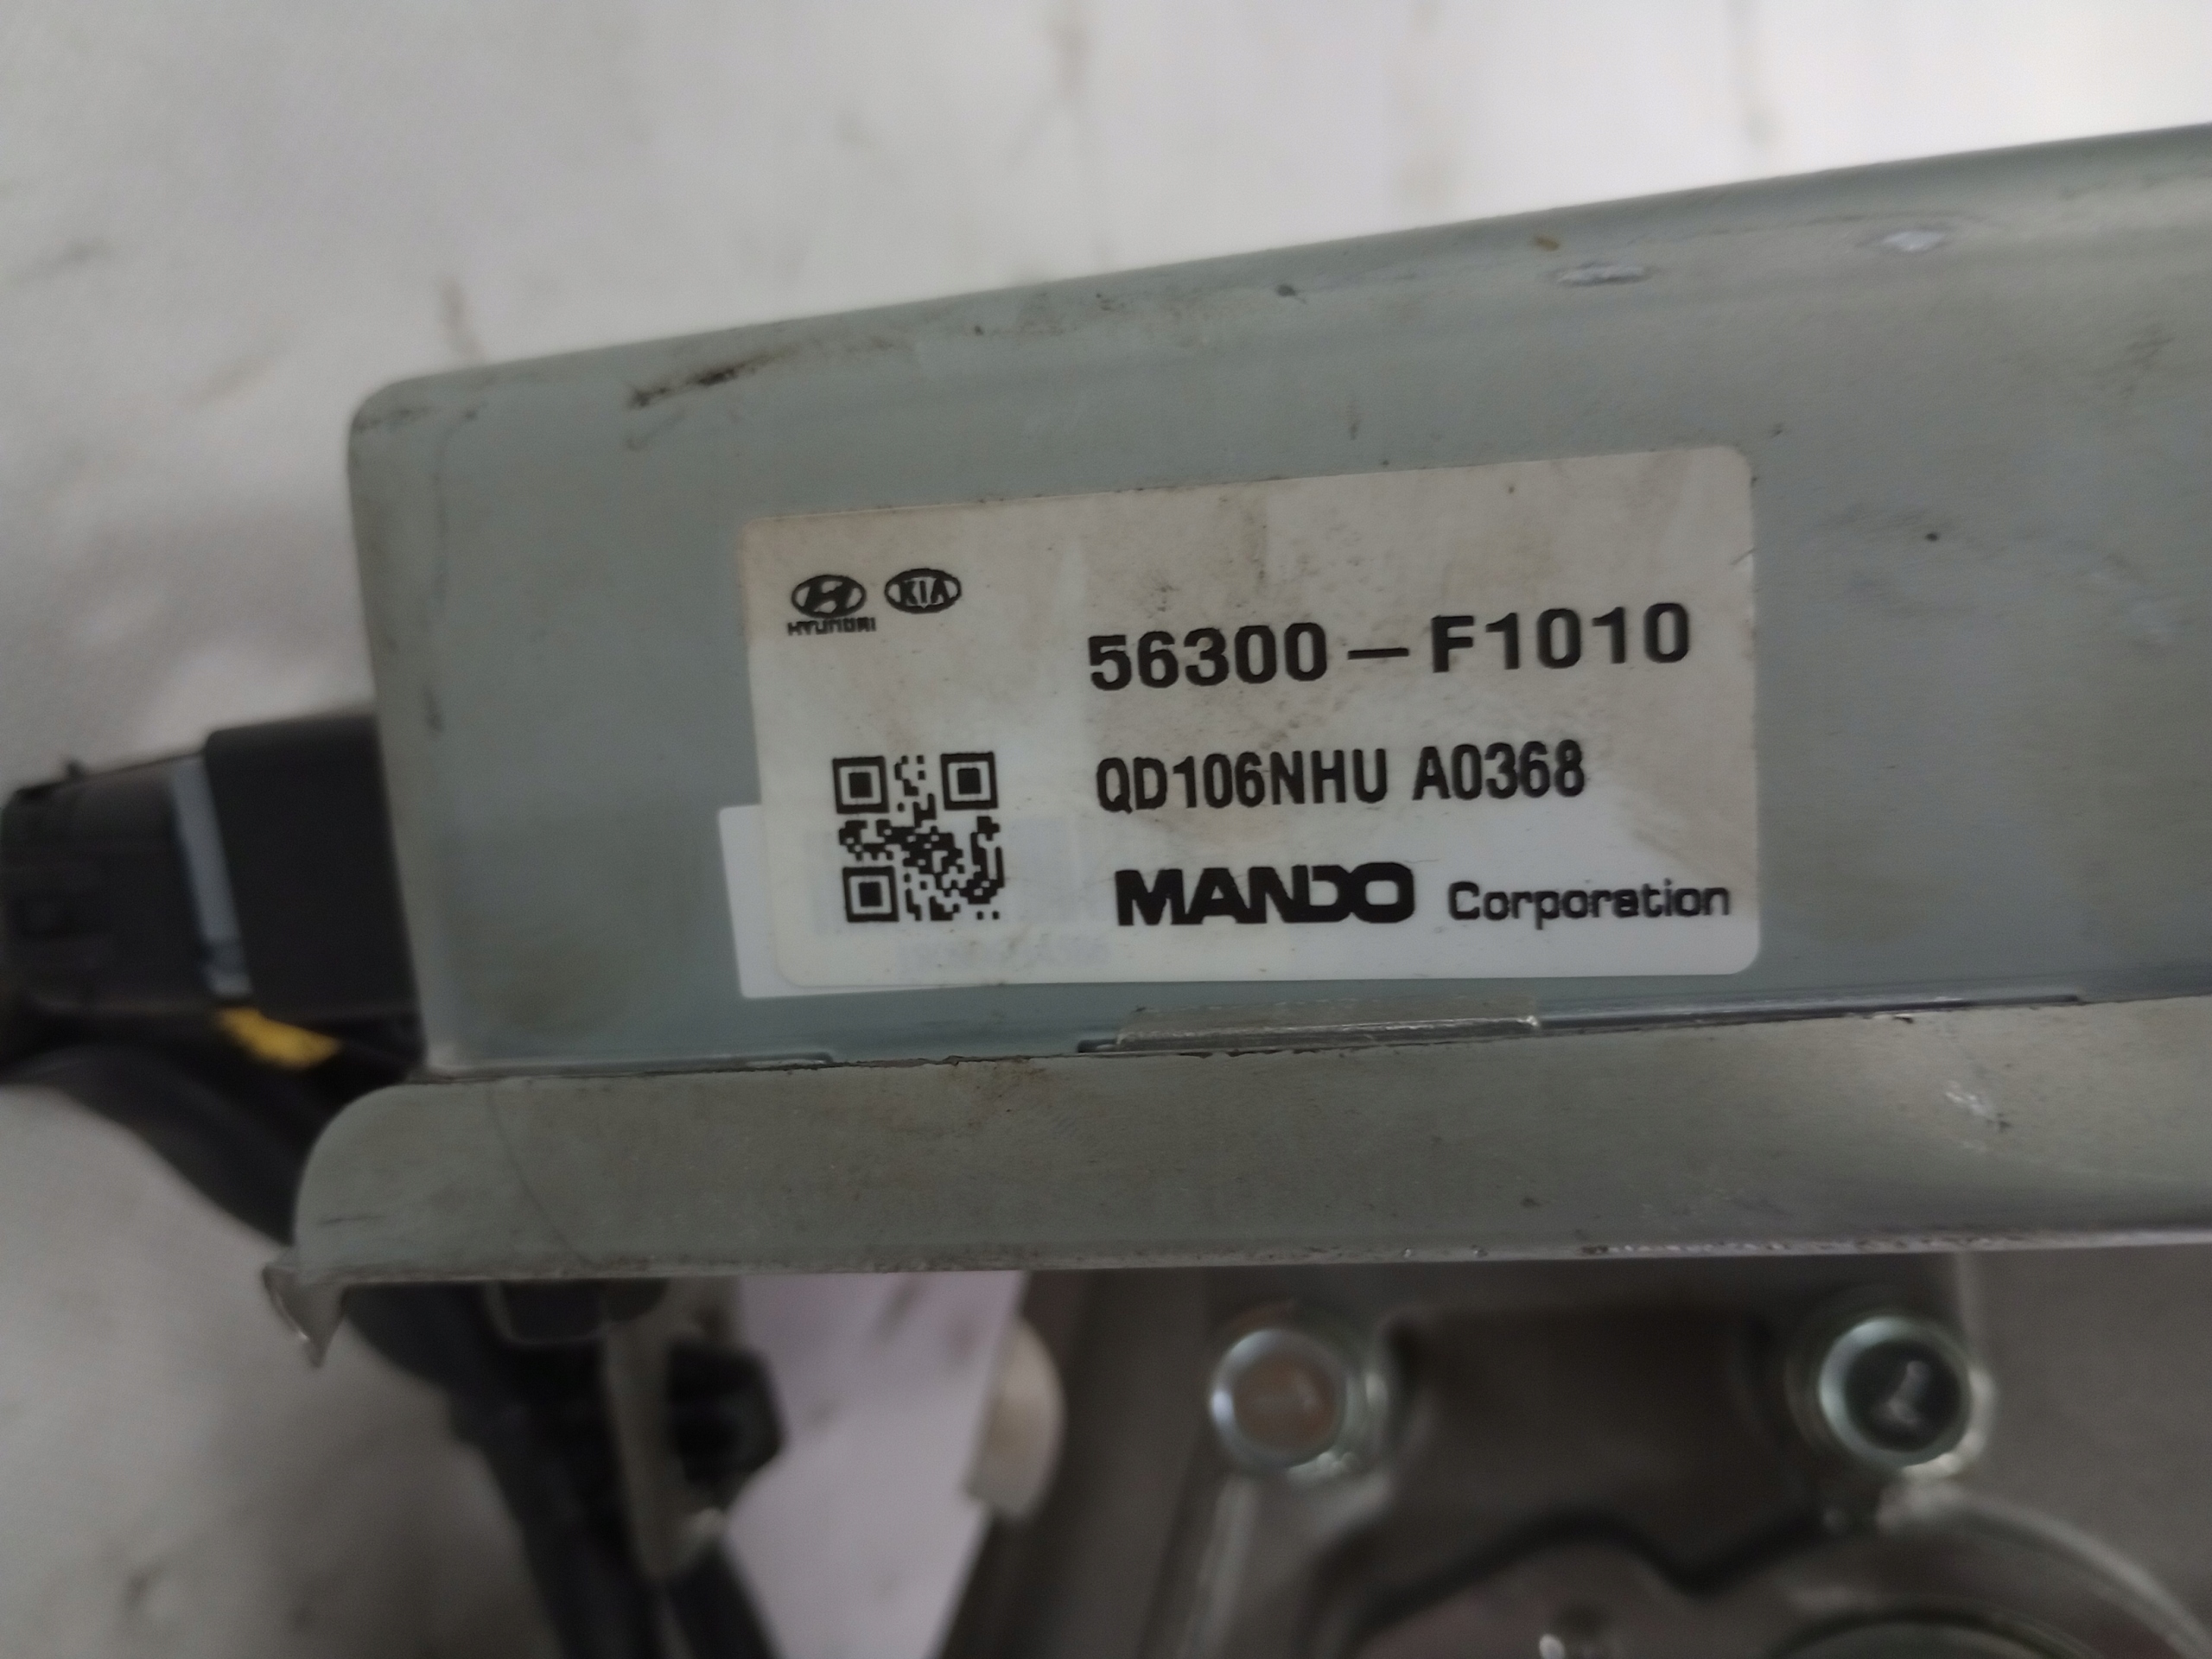 HYUNDAI KIA
56300-F1010
QD106NHU A0368
MANDO Corporation